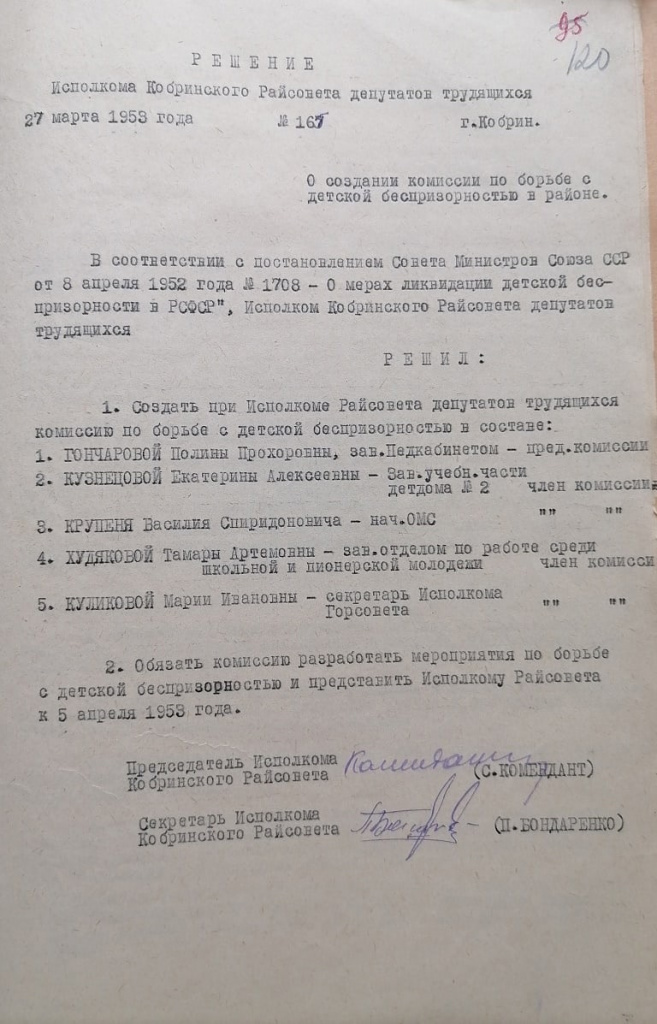 95
120
РЕШЕНИЕ
Исполкома Кобринского Райсовета депутатов трудящихся
27 марта 1953 года № 167 г.Кобрин.
О создании комиссии по борьбе с
детской беспризорностью в районе.
В соответствии с постановлением Совета Министров Союза ССР
от 8 апреля 1952 года № 1708 - О мерах ликвидации детской бес-
призорности в РСФСР", Исполком Кобринского Райсовета депутатов
трудящихся
РЕШИЛ:
1. Создать при Исполкоме Райсовета депутатов трудящихся
комиссию по борьбе с детской беспризорностью в составе:
1. ГОНЧАРОВОЙ Полины Прохоровны, зав.Педкабинетом - пред.комиссии
2. КУЗНЕЦОВОЙ Екатерины Алексеевны - Зав.учебн.части
детдома № 2 член комиссии
3. КРУПЕНЯ Василия Спиридоновича - нач.ОМС "" ""
4. ХУДЯКОВОЙ Тамары Артемовны - зав.отделом по работе среди
школьной и пионерской молодежи член комисси
5. КУЛИКОВОЙ Марии Ивановны - секретарь Исполкома
Горсовета "" ""
2. Обязать комиссию разработать мероприятия по борьбе
с детской беспризорностью и представить Исполкому Райсовета
к 5 апреля 1953 года.
Председатель Исполкома
Кобринского Райсовета (С.КОМЕНДАНТ)
Секретарь Исполкома
Кобринского Райсовета (П.БОНДАРЕНКО)